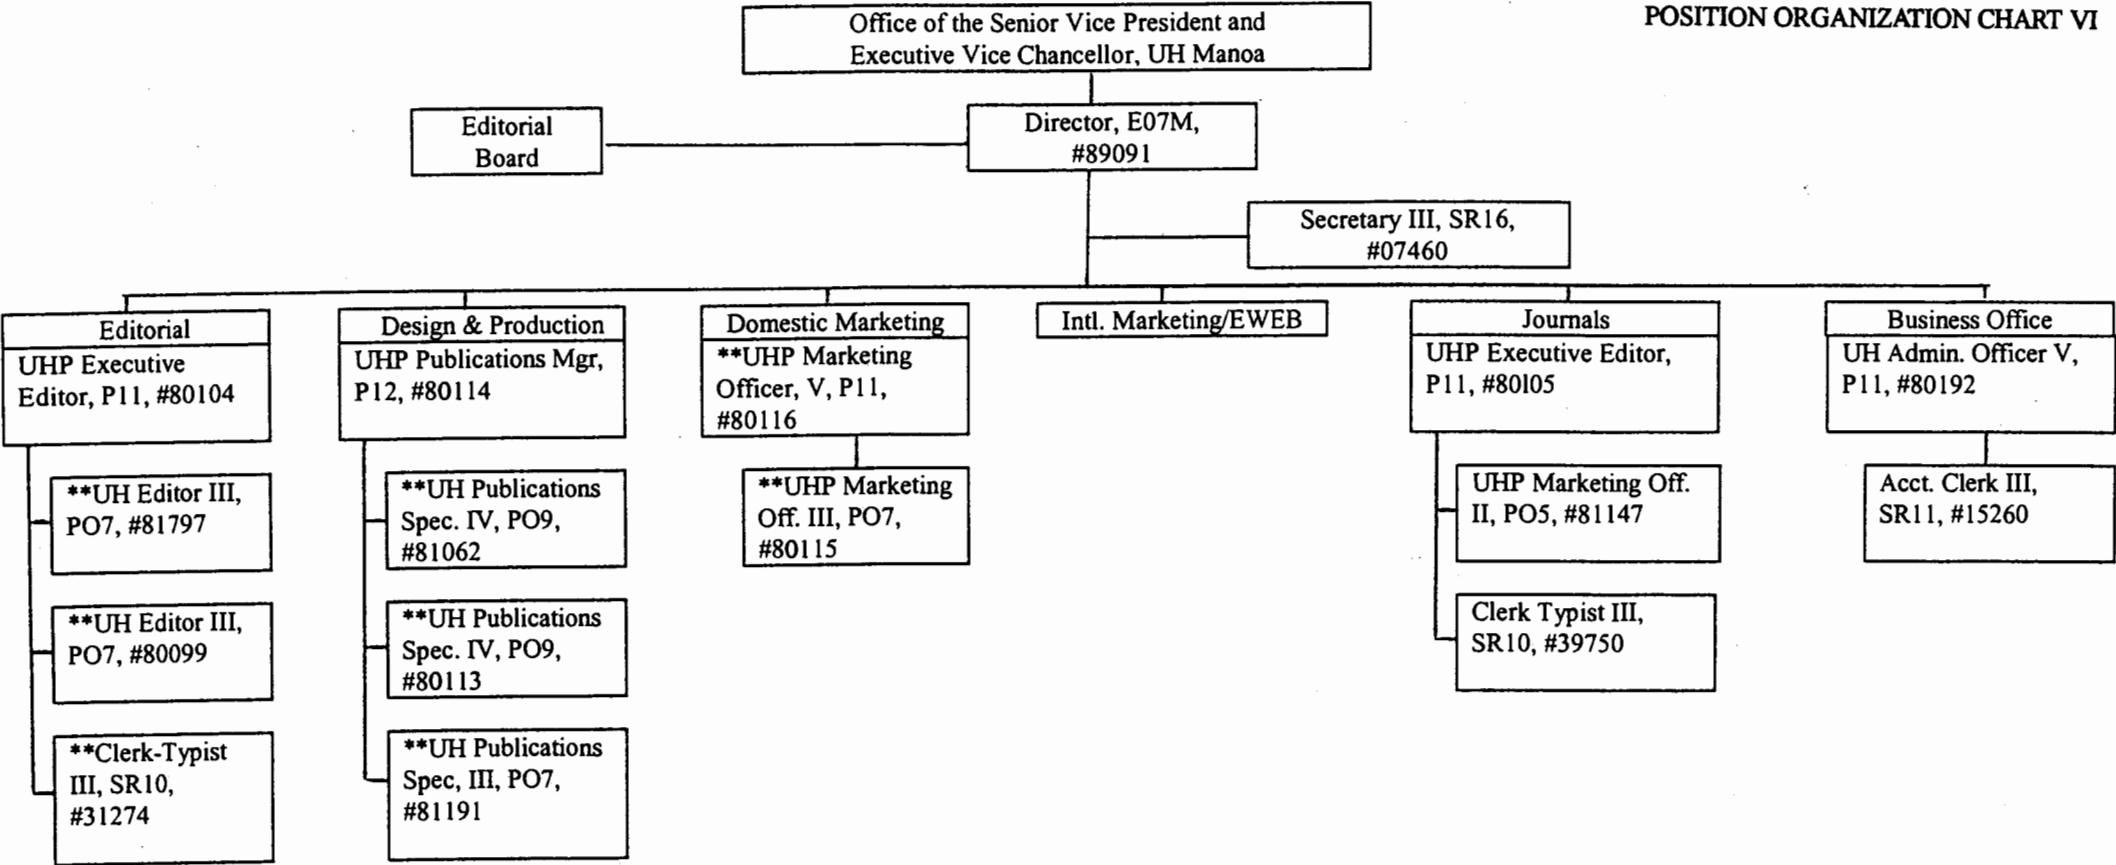 POSITION ORGANIZATION CHART VI
Office of the Senior Vice President and
Executive Vice Chancellor, UH Manoa
Editorial
Board
Director, E07M,
#89091
Secretary III, SR16,
#07460
Editorial
UHP Executive
Editor, P11, #80104
**UH Editor III,
PO7, #81797
**UH Editor III,
PO7, #80099
**Clerk-Typist
III, SR10,
#31274
Design & Production
UHP Publications Mgr,
P12, #80114
**UH Publications
Spec. IV, PO9,
#81062
**UH Publications
Spec. IV, PO9,
#80113
**UH Publications
Spec, III, PO7,
#81191
Domestic Marketing
**UHP Marketing
Officer, V, P11,
#80116
**UHP Marketing
Off. III, PO7,
#80115
Intl. Marketing/EWEB
Journals
UHP Executive Editor,
P11, #80105
UHP Marketing Off.
II, PO5, #81147
Clerk Typist III,
SR10, #39750
Business Office
UH Admin. Officer V,
P11, #80192
Acct. Clerk III,
SR11, #15260